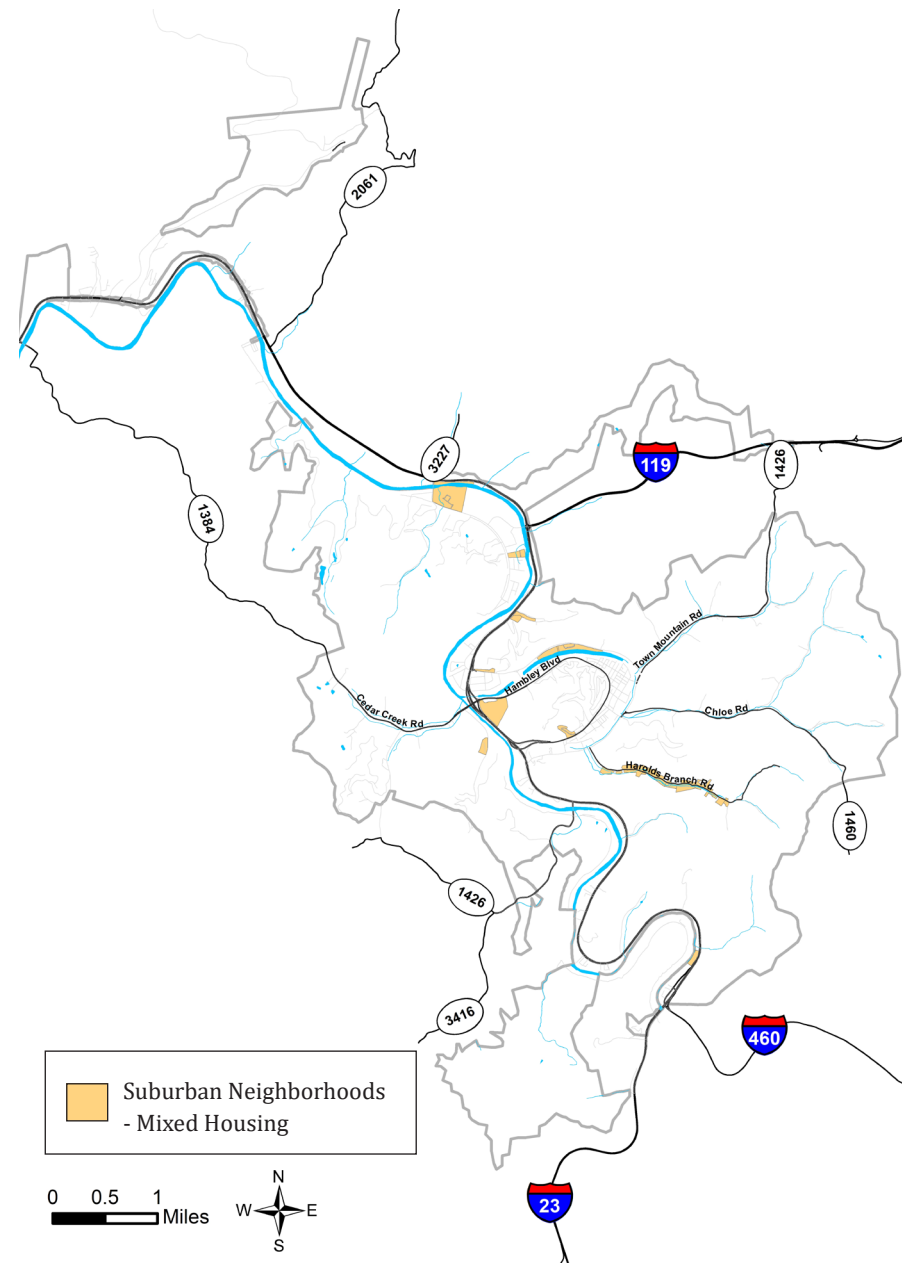 2061
3227
119
1426
1384
Town Mountain Rd
Hambley Blvd
Cedar Creek Rd
Chloe Rd
Harolds Branch Rd
1460
1426
3416
460
Suburban Neighborhoods
- Mixed Housing
0 0.5 1
Miles
N
W E
S
23